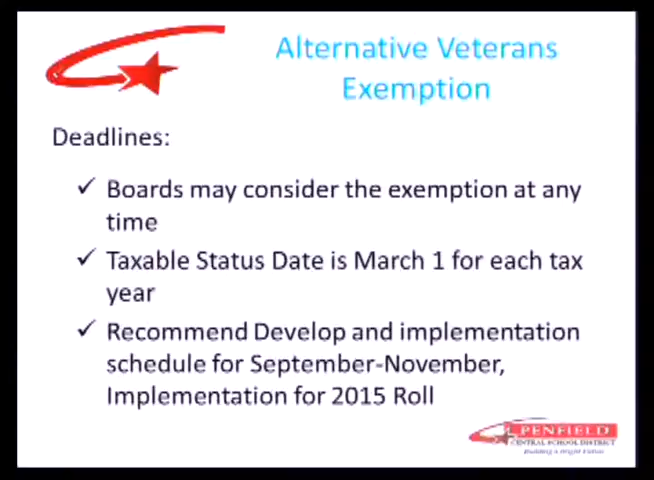 Alternative Veterans
Exemption
Deadlines:
✓ Boards may consider the exemption at any
time
✓ Taxable Status Date is March 1 for each tax
year
✓ Recommend Develop and implementation
schedule for September-November,
Implementation for 2015 Roll
PENFIELD
CENTRAL SCHOOL DISTRICT
Building a Bright Future